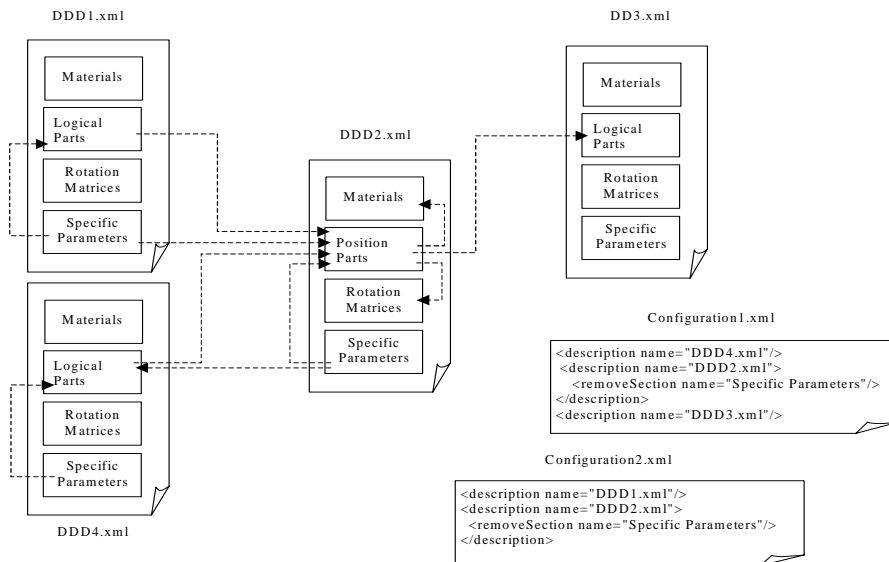 DDD1.xml
Materials
Logical
Parts
Rotation
Matrices
Specific
Parameters
Materials
Logical
Parts
Rotation
Matrices
Specific
Parameters
DDD4.xml
DDD2.xml
Materials
Position
Parts
Rotation
Matrices
Specific
Parameters
DD3.xml
Materials
Logical
Parts
Rotation
Matrices
Specific
Parameters
Configuration1.xml
<description name="DDD4.xml"/>
<description name="DDD2.xml">
<removeSection name="Specific Parameters"/>
</description>
<description name="DDD3.xml"/>
Configuration2.xml
<description name="DDD1.xml"/>
<description name="DDD2.xml">
<removeSection name="Specific Parameters"/>
</description>